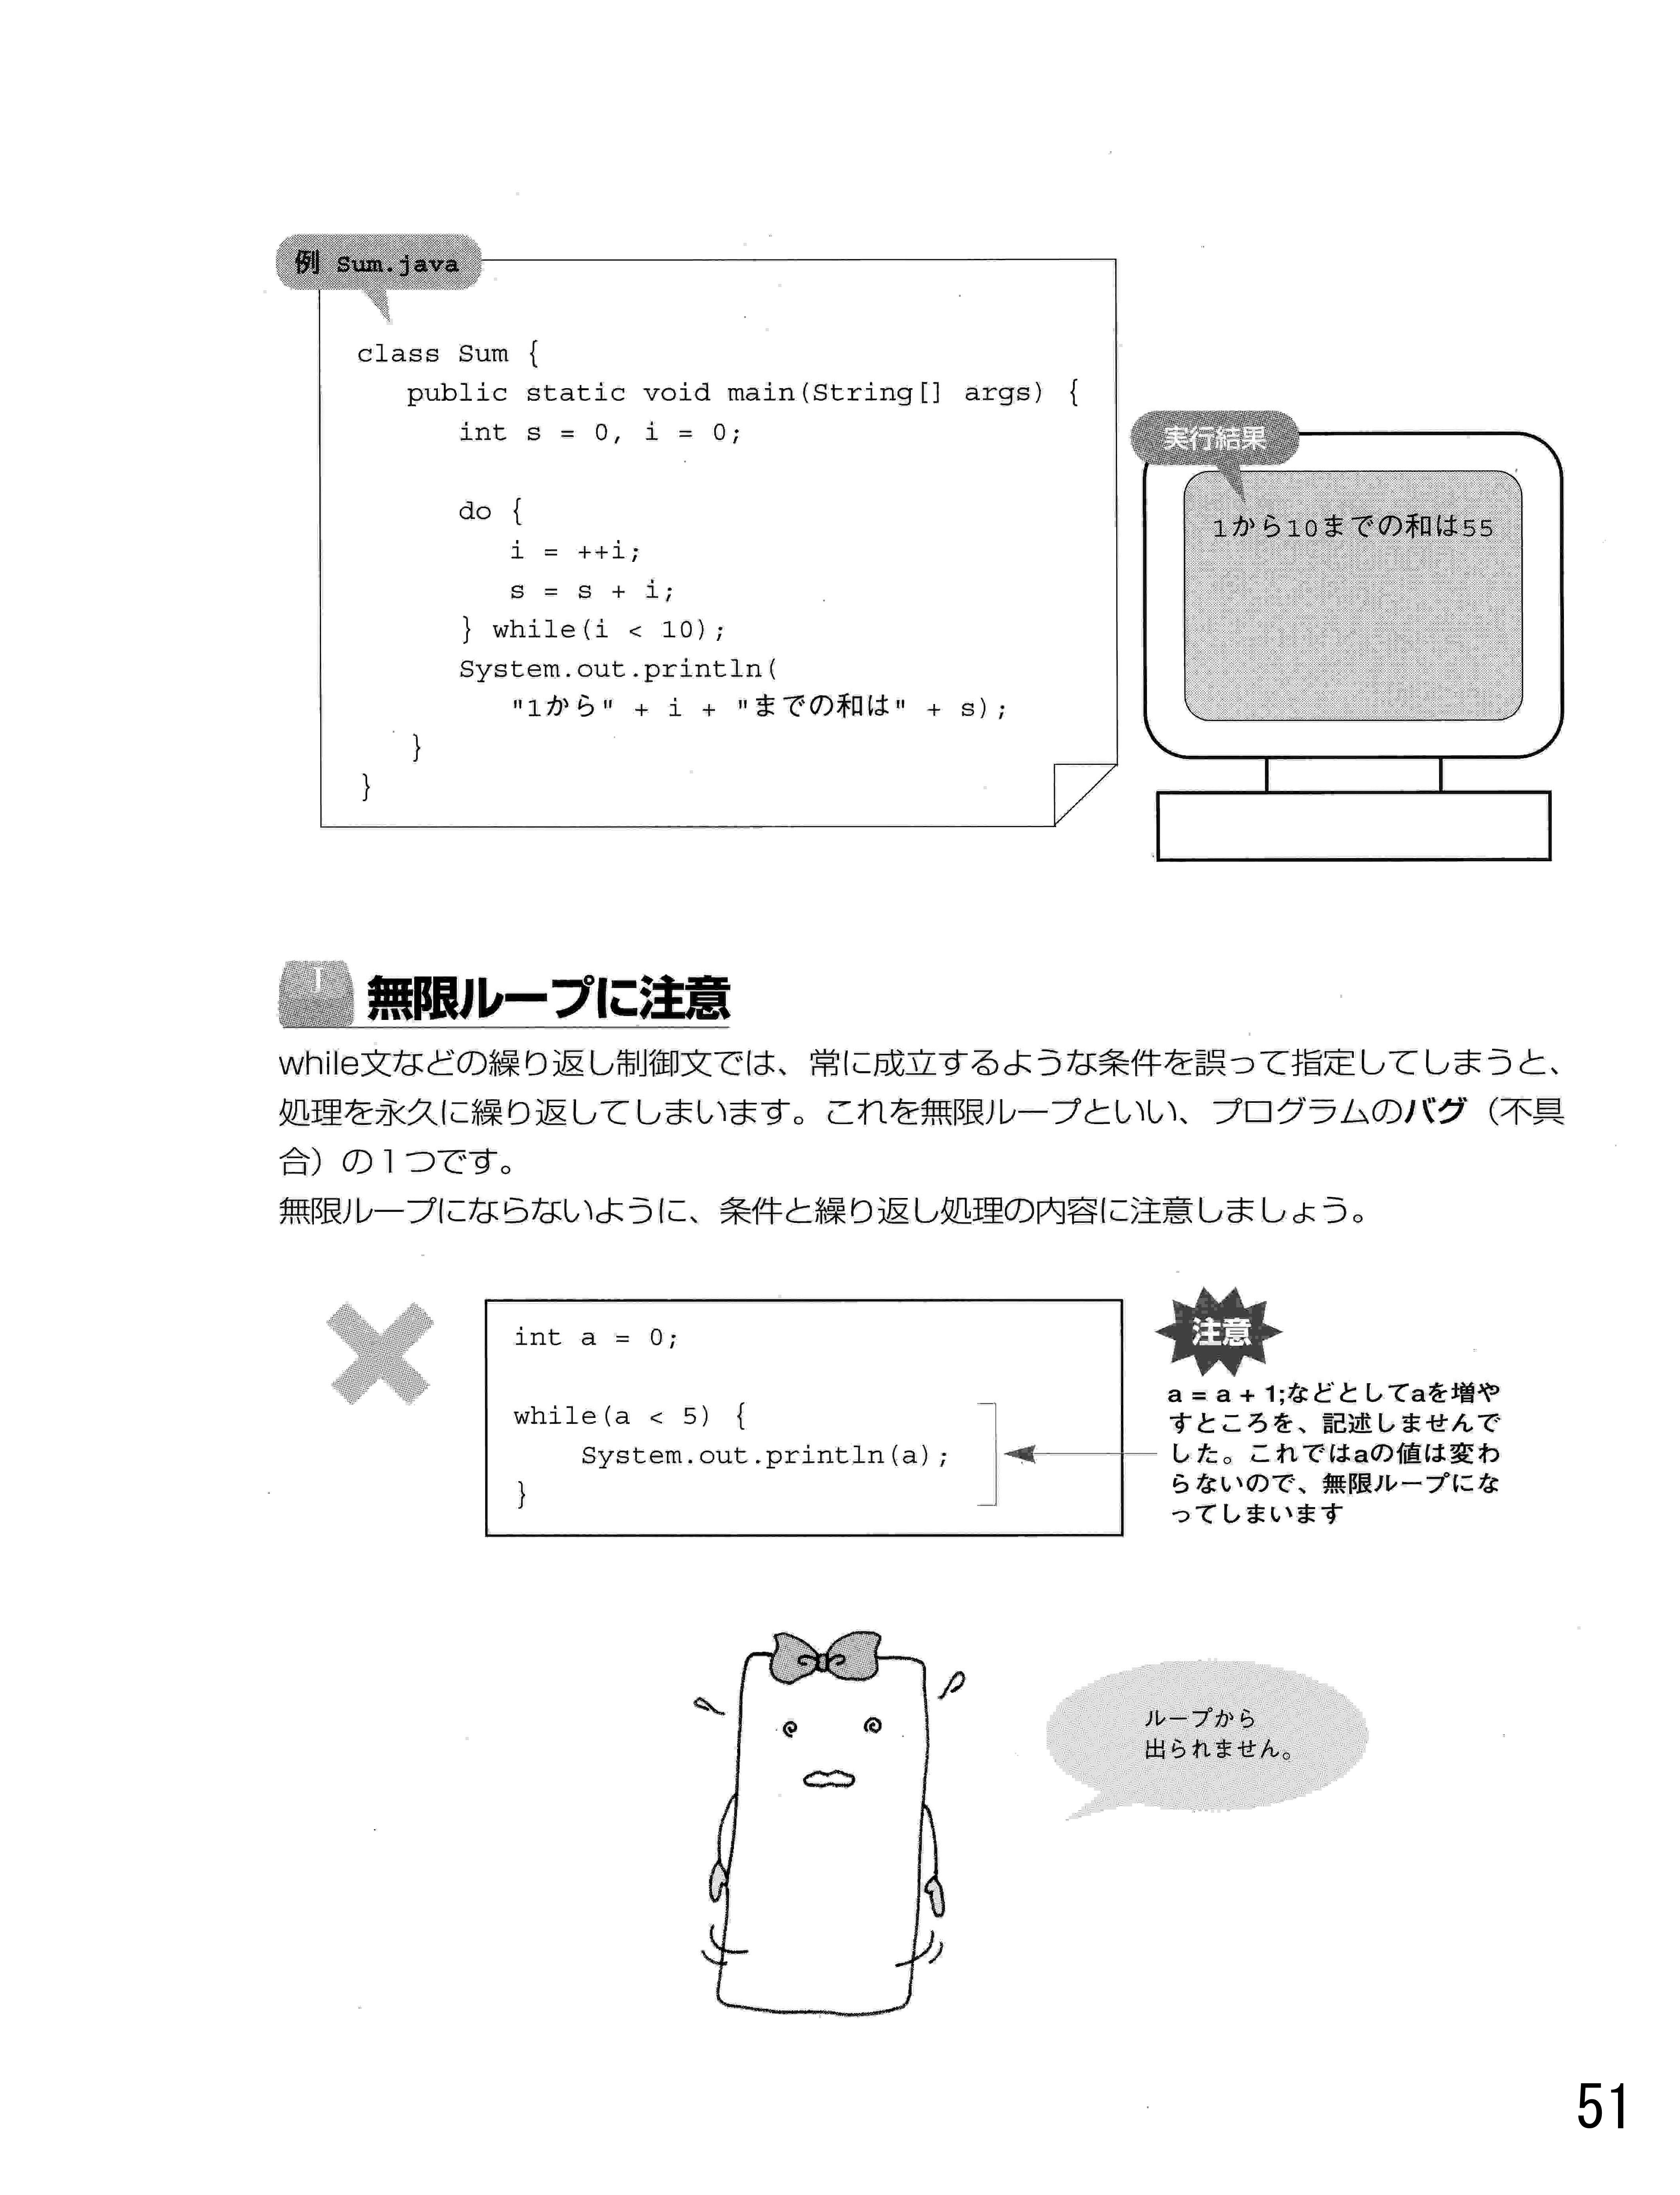 例 Sum.java
class Sum {
public static void main(String[] args) {
int s = 0, i = 0;
do {
i = ++i;
s = s + i;
} while(i < 10);
System.out.println(
"1から" + i + "までの和は" + s);
}
}
実行結果
1から10までの和は55
J
無限ループに注意
while文などの繰り返し制御文では、常に成立するような条件を誤って指定してしまうと、
処理を永久に繰り返してしまいます。これを無限ループといい、プログラムのバグ（不具
合）の1つです。
無限ループにならないように、条件と繰り返し処理の内容に注意しましょう。
int a = 0;
while(a < 5) {
System.out.println(a);
}
注意
a = a + 1;などとしてaを増や
すところを、記述しませんで
した。これではaの値は変わ
らないので、無限ループにな
ってしまいます
ループから
出られません。
51